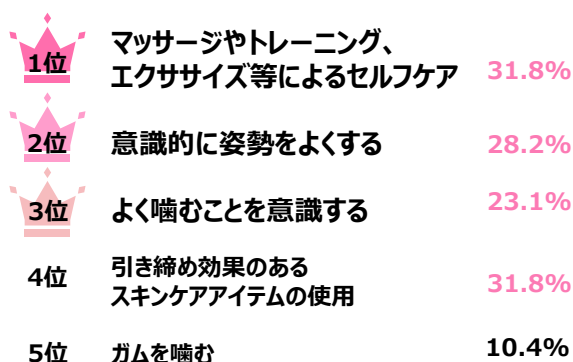 1位 マッサージやトレーニング、
エクササイズ等によるセルフケア 31.8%
2位 意識的に姿勢をよくする 28.2%
3位 よく噛むことを意識する 23.1%
4位 引き締め効果のある
スキンケアアイテムの使用 31.8%
5位 ガムを噛む 10.4%